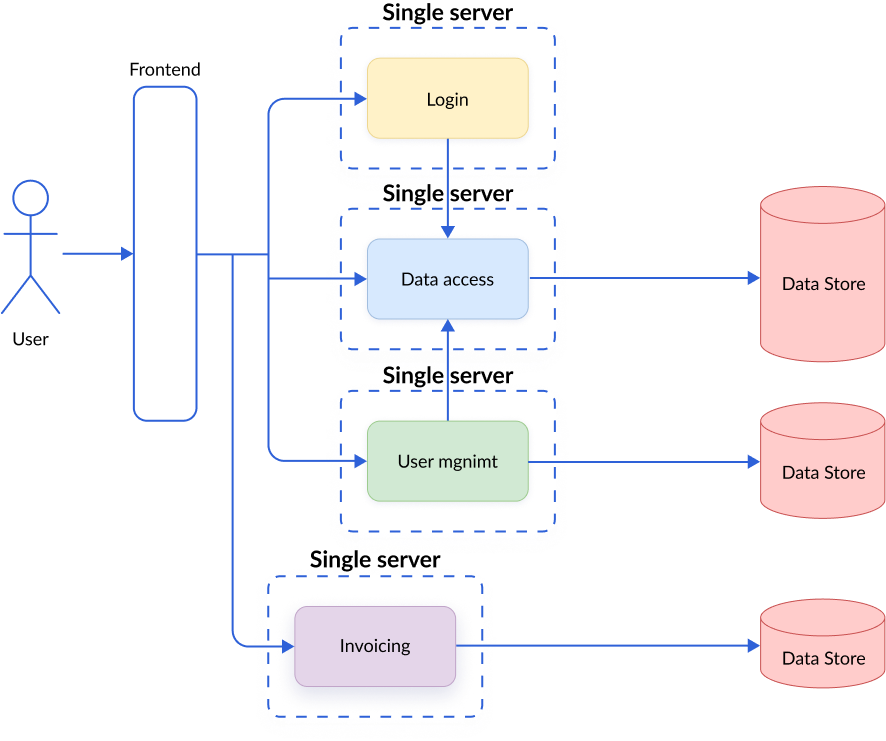 Single server
Frontend
Login
Single server
Data access
Data Store
User
Single server
User mgnimt
Data Store
Single server
Invoicing
Data Store